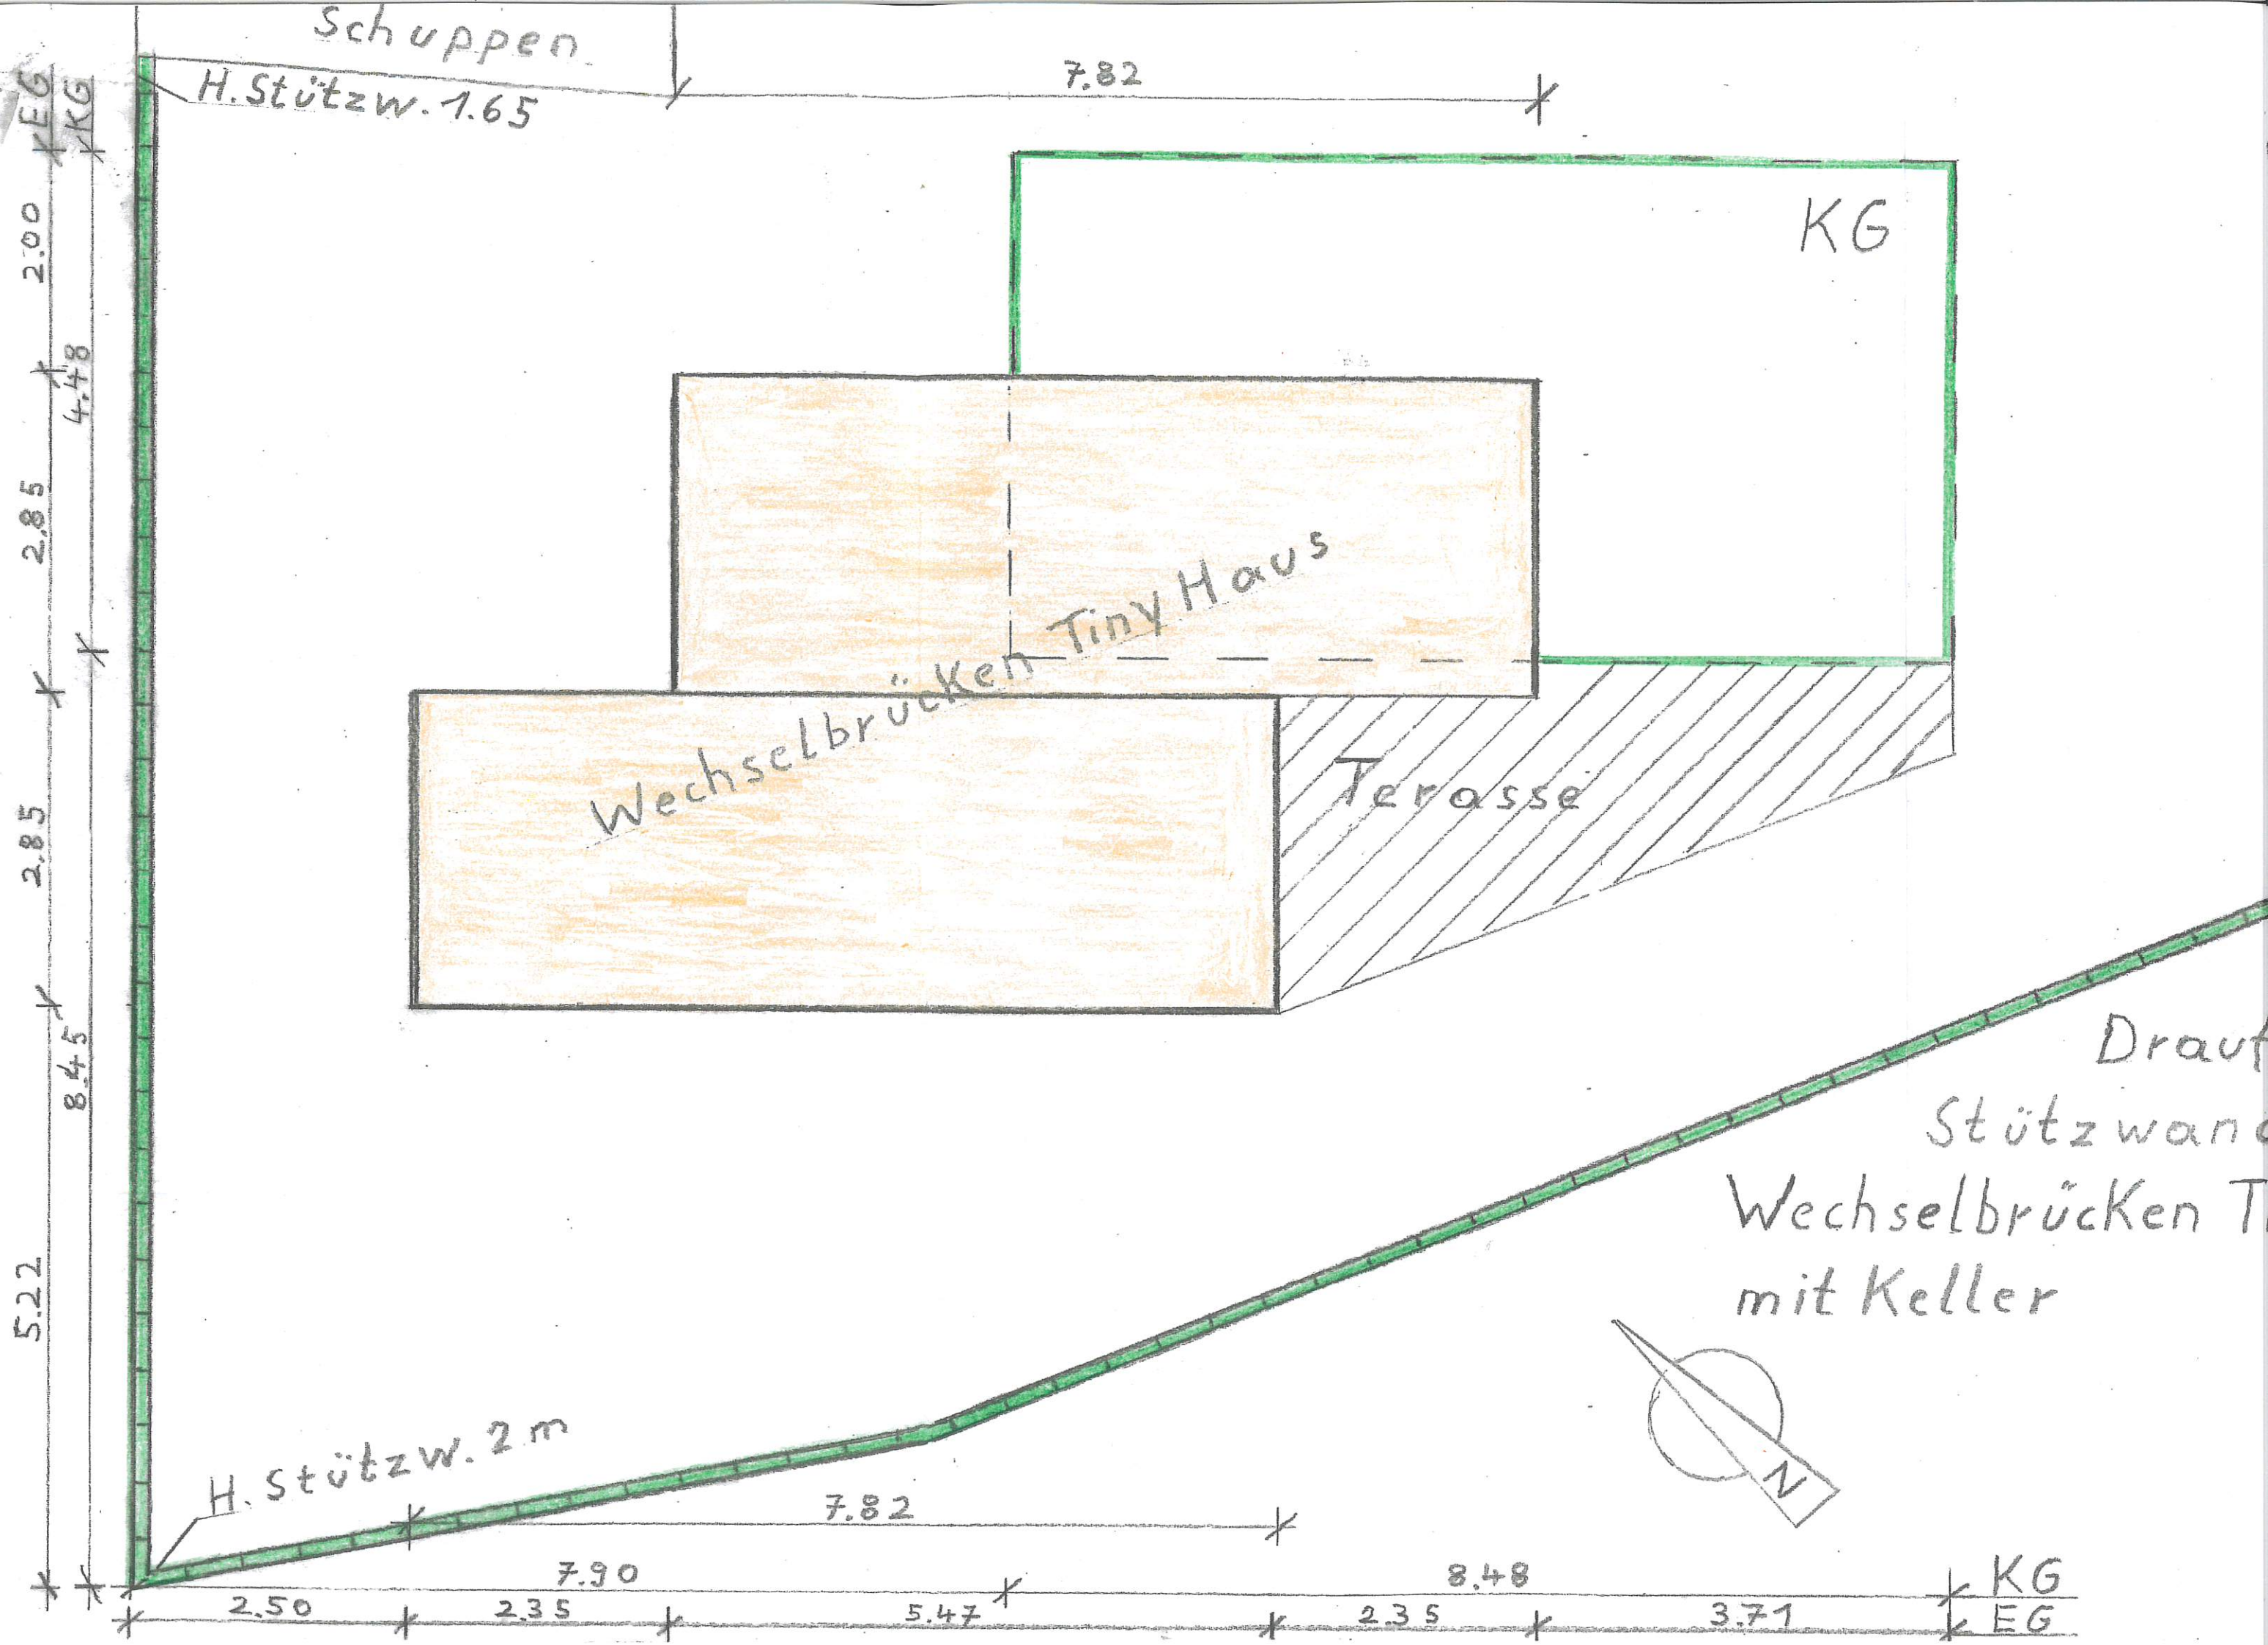 Schuppen
H.Stützw. 1.65
7.82
EG
KG
KG
2.00
4.48
2.85
Wechselbrücken Tiny Haus
Terasse
2.85
8.45
5.22
Drauf
Stützwand
Wechselbrücken T
mit Keller
N
H. Stützw. 2 m
7.82
7.90
8.48
KG
2.50
2.35
5.47
2.35
3.71
EG